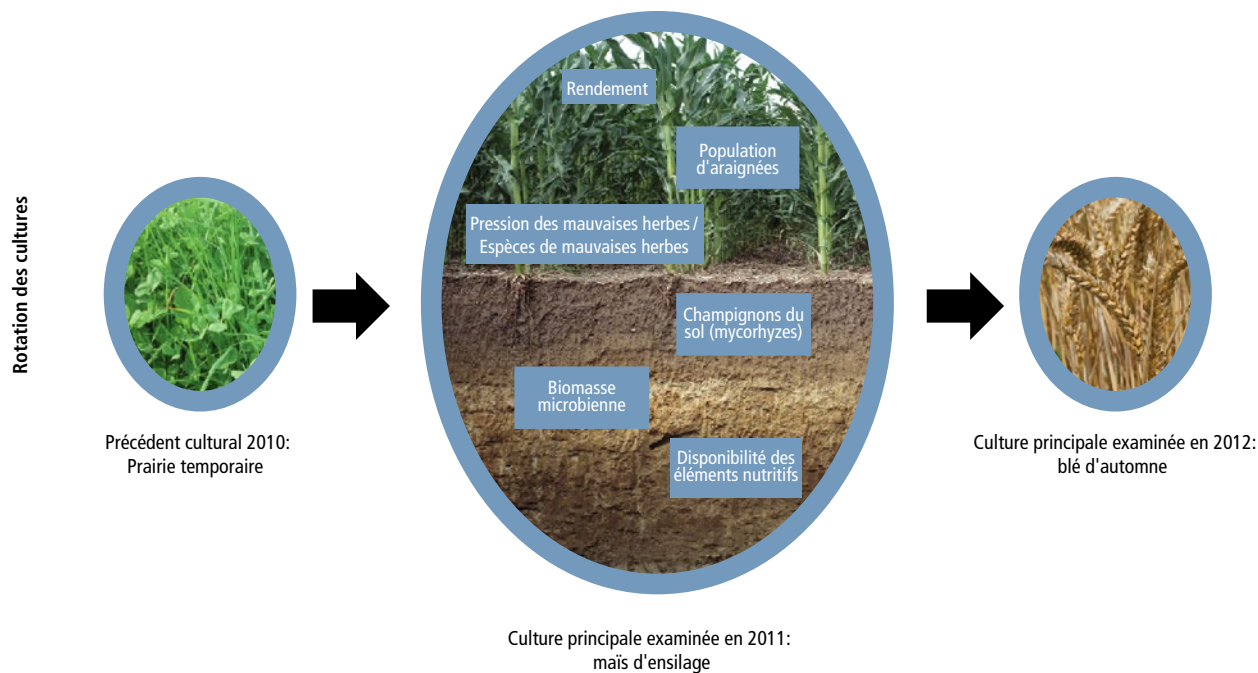 Rotation des cultures
Rendement
Population
d'araignées
Pression des mauvaises herbes /
Espèces de mauvaises herbes
Champignons du
sol (mycorhyzes)
Biomasse
microbienne
Disponibilité des
éléments nutritifs
Précédent cultural 2010:
Prairie temporaire
Culture principale examinée en 2012:
blé d'automne
Culture principale examinée en 2011:
maïs d'ensilage